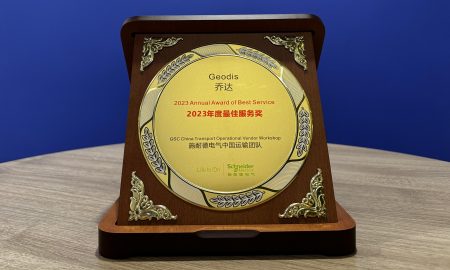 Geodis
乔达
2023 Annual Award of Best Service
2023年度最佳服务奖
GSC China Transport Operational Vendor Workshop
施耐德电气中国运输团队
Life Is On Schneider Electric
施耐德电气